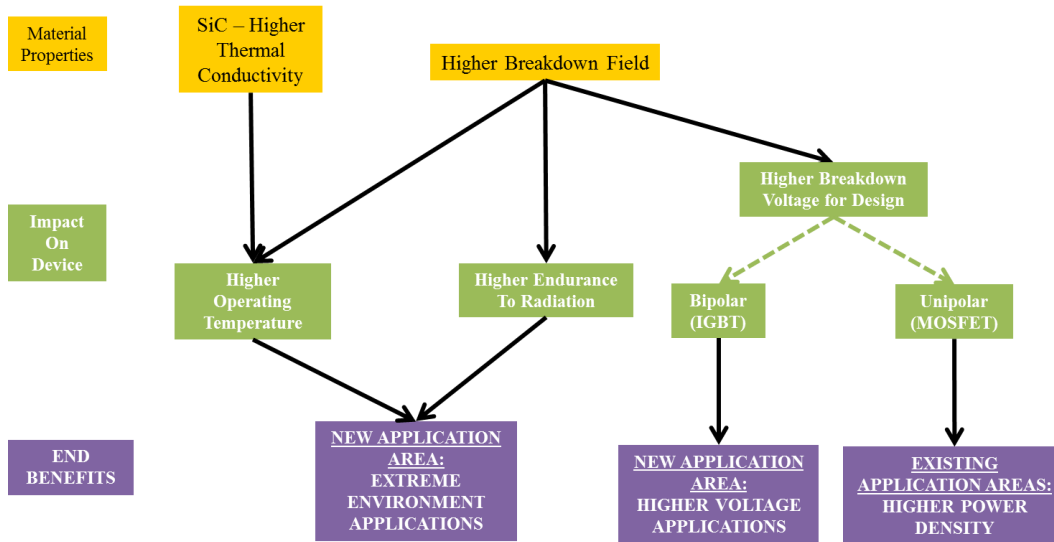 Material
Properties
SiC – Higher
Thermal
Conductivity
Higher Breakdown Field
Higher Breakdown
Voltage for Design
Impact
On
Device
Higher
Operating
Temperature
Higher Endurance
To Radiation
Bipolar
(IGBT)
Unipolar
(MOSFET)
END
BENEFITS
NEW APPLICATION
AREA:
EXTREME
ENVIRONMENT
APPLICATIONS
NEW APPLICATION
AREA:
HIGHER VOLTAGE
APPLICATIONS
EXISTING
APPLICATION AREAS:
HIGHER POWER
DENSITY